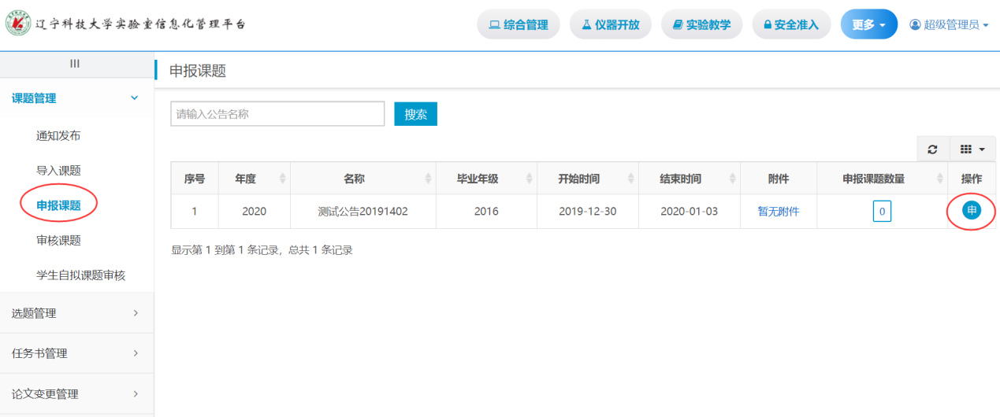 辽宁科技大学实验室信息化管理平台
综合管理 仪器开放 实验教学 安全准入 更多 超级管理员
课题管理
通知发布
导入课题
申报课题
审核课题
学生自拟课题审核
选题管理
任务书管理
论文变更管理
申报课题
请输入公告名称 搜索
序号 年度 名称 毕业年级 开始时间 结束时间 附件 申报课题数量 操作
1 2020 测试公告20191402 2016 2019-12-30 2020-01-03 暂无附件 0 申
显示第 1 到第 1 条记录，总共 1 条记录